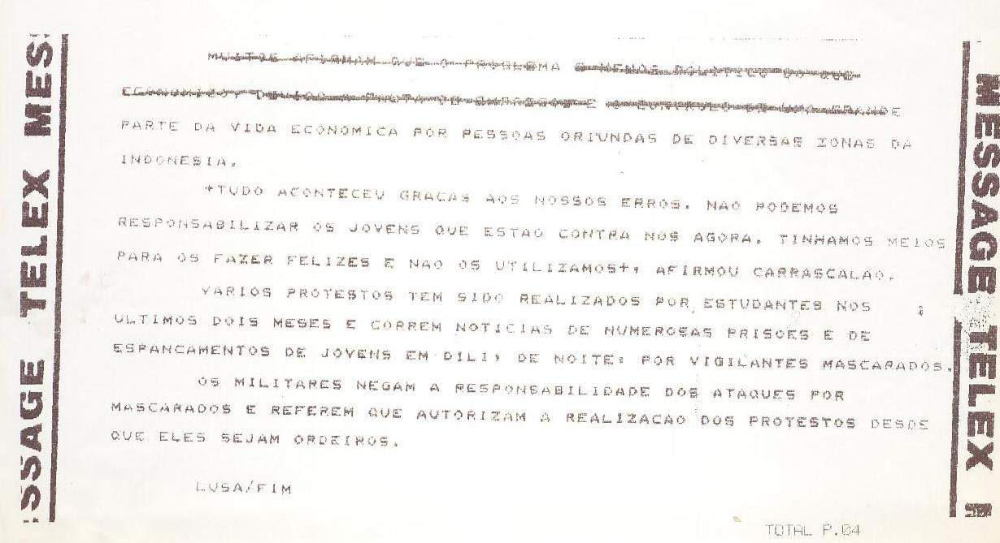 MUITOS AFIRMAM QUE O PROBLEMA E MENOS POLITICO DO QUE
ECONOMICO, E GRANDE
PARTE DA VIDA ECONOMICA POR PESSOAS ORIUNDAS DE DIVERSAS ZONAS DA
INDONESIA.
+TUDO ACONTECEU GRACAS AOS NOSSOS ERROS. NAO PODEMOS
RESPONSABILIZAR OS JOVENS QUE ESTAO CONTRA NOS AGORA. TINHAMOS MEIOS
PARA OS FAZER FELIZES E NAO OS UTILIZAMOS+, AFIRMOU CARRASCALAO.
VARIOS PROTESTOS TEM SIDO REALIZADOS POR ESTUDANTES NOS
ULTIMOS DOIS MESES E CORREM NOTICIAS DE NUMEROSAS PRISOES E DE
ESPANCAMENTOS DE JOVENS EM DILI, DE NOITE: POR VIGILANTES MASCARADOS.
OS MILITARES NEGAM A RESPONSABILIDADE DOS ATAQUES POR
MASCARADOS E REFEREM QUE AUTORIZAM A REALIZACAO DOS PROTESTOS DESDE
QUE ELES SEJAM ORDEIROS.
LUSA/FIM
TOTAL P.04
SSAGE TELEX MES
MESSAGE TELEX M